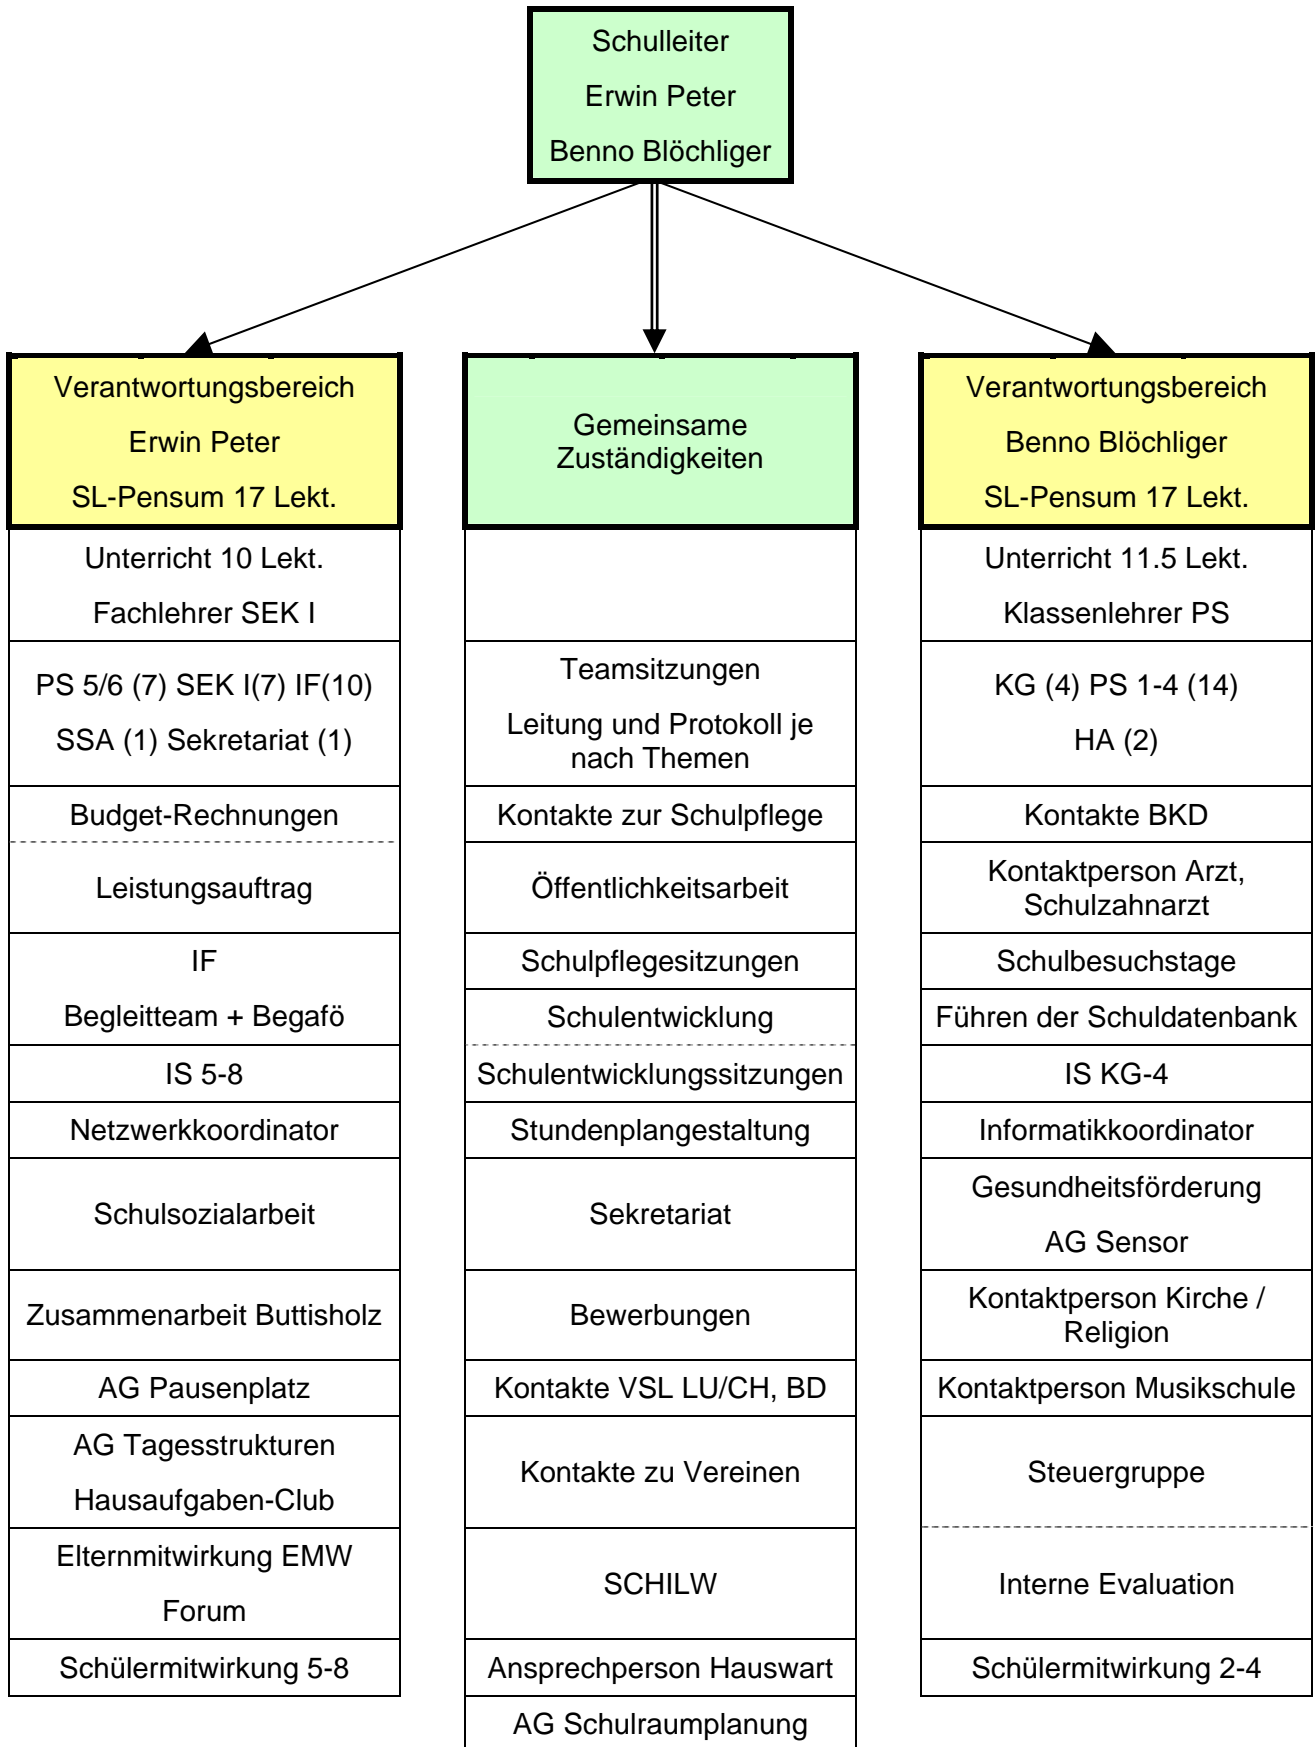 Schulleiter
Erwin Peter
Benno Blöchliger
Verantwortungsbereich
Erwin Peter
SL-Pensum 17 Lekt.
Unterricht 10 Lekt.
Fachlehrer SEK I
PS 5/6 (7) SEK I(7) IF(10)
SSA (1) Sekretariat (1)
Budget-Rechnungen
Leistungsauftrag
IF
Begleitteam + Begafö
IS 5-8
Netzwerkkoordinator
Schulsozialarbeit
Zusammenarbeit Buttisholz
AG Pausenplatz
AG Tagesstrukturen
Hausaufgaben-Club
Elternmitwirkung EMW
Forum
Schülermitwirkung 5-8
Gemeinsame
Zuständigkeiten
Teamsitzungen
Leitung und Protokoll je
nach Themen
Kontakte zur Schulpflege
Öffentlichkeitsarbeit
Schulpflegesitzungen
Schulentwicklung
Schulentwicklungssitzungen
Stundenplangestaltung
Sekretariat
Bewerbungen
Kontakte VSL LU/CH, BD
Kontakte zu Vereinen
SCHILW
Ansprechperson Hauswart
AG Schulraumplanung
Verantwortungsbereich
Benno Blöchliger
SL-Pensum 17 Lekt.
Unterricht 11.5 Lekt.
Klassenlehrer PS
KG (4) PS 1-4 (14)
HA (2)
Kontakte BKD
Kontaktperson Arzt,
Schulzahnarzt
Schulbesuchstage
Führen der Schuldatenbank
IS KG-4
Informatikkoordinator
Gesundheitsförderung
AG Sensor
Kontaktperson Kirche /
Religion
Kontaktperson Musikschule
Steuergruppe
Interne Evaluation
Schülermitwirkung 2-4